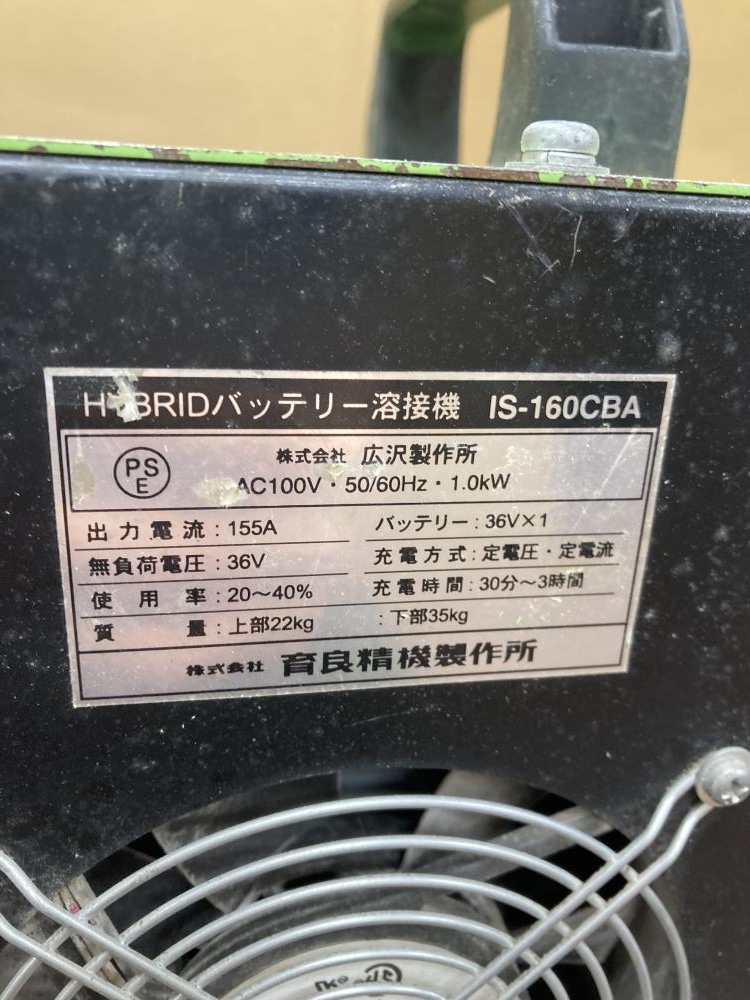 HYBRIDバッテリー溶接機 IS-160CBA
PS
E
株式会社 広沢製作所
AC100V・50/60Hz・1.0kW
出力電流:155A
バッテリー:36V×1
無負荷電圧:36V
充電方式:定電圧・定電流
使用率:20~40%
充電時間:30分~3時間
質量:上部22kg :下部35kg
株式会社 育良精機製作所